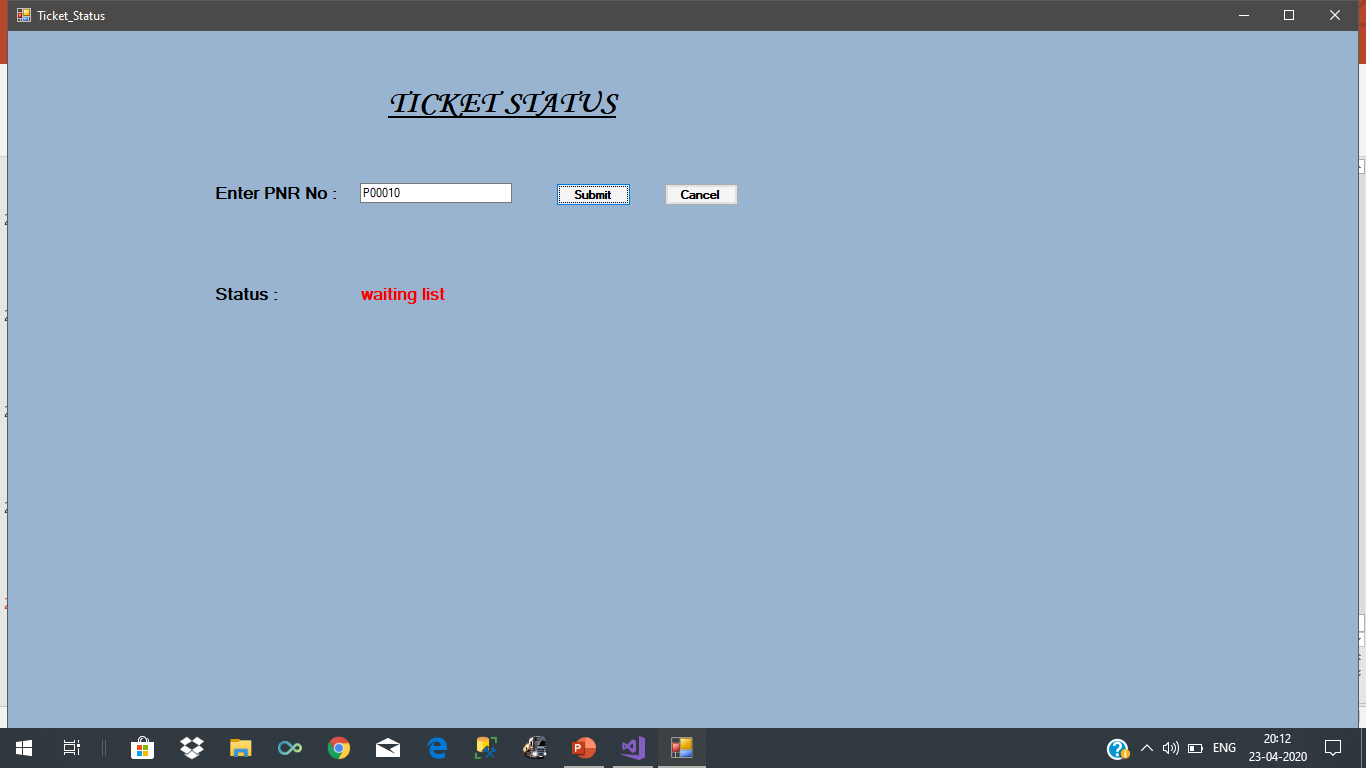 Ticket_Status
TICKET STATUS
Enter PNR No :
P00010
Submit
Cancel
Status :
waiting list
ENG
20:12
23-04-2020